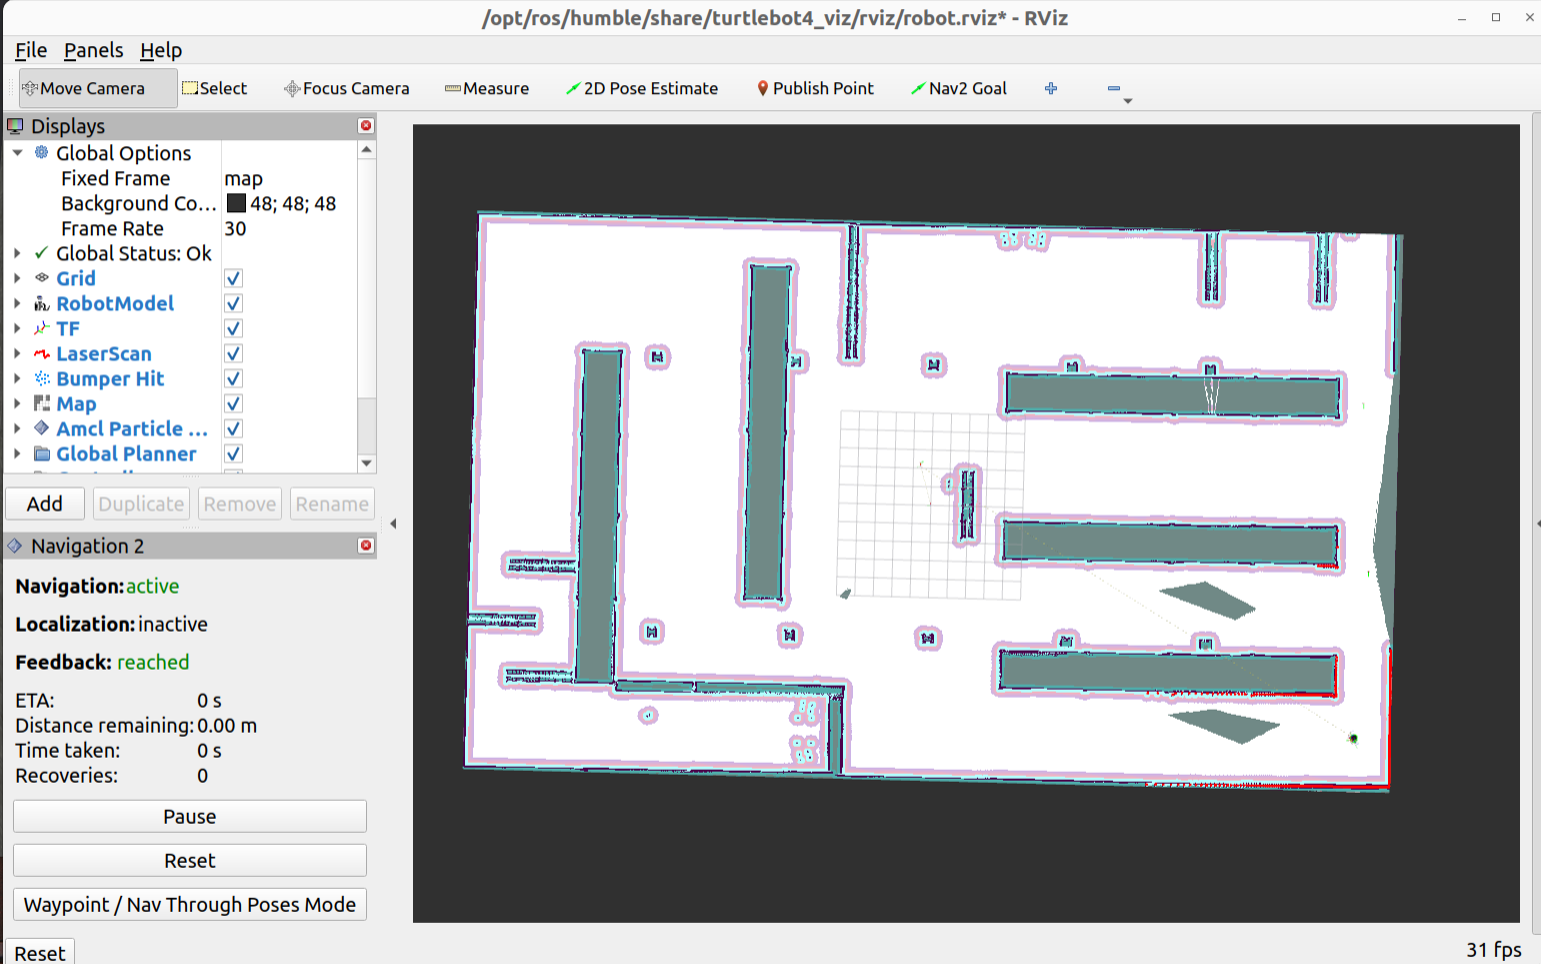 /opt/ros/humble/share/turtlebot4_viz/rviz/robot.rviz* - RViz
File Panels Help
Move Camera Select Focus Camera Measure 2D Pose Estimate Publish Point Nav2 Goal
Displays
Global Options
Fixed Frame map
Background Co... 48; 48; 48
Frame Rate 30
Global Status: Ok
Grid
RobotModel
TF
LaserScan
Bumper Hit
Map
Amcl Particle ...
Global Planner
Add Duplicate Remove Rename
Navigation 2
Navigation: active
Localization: inactive
Feedback: reached
ETA: 0 s
Distance remaining: 0.00 m
Time taken: 0 s
Recoveries: 0
Pause
Reset
Waypoint / Nav Through Poses Mode
Reset
31 fps